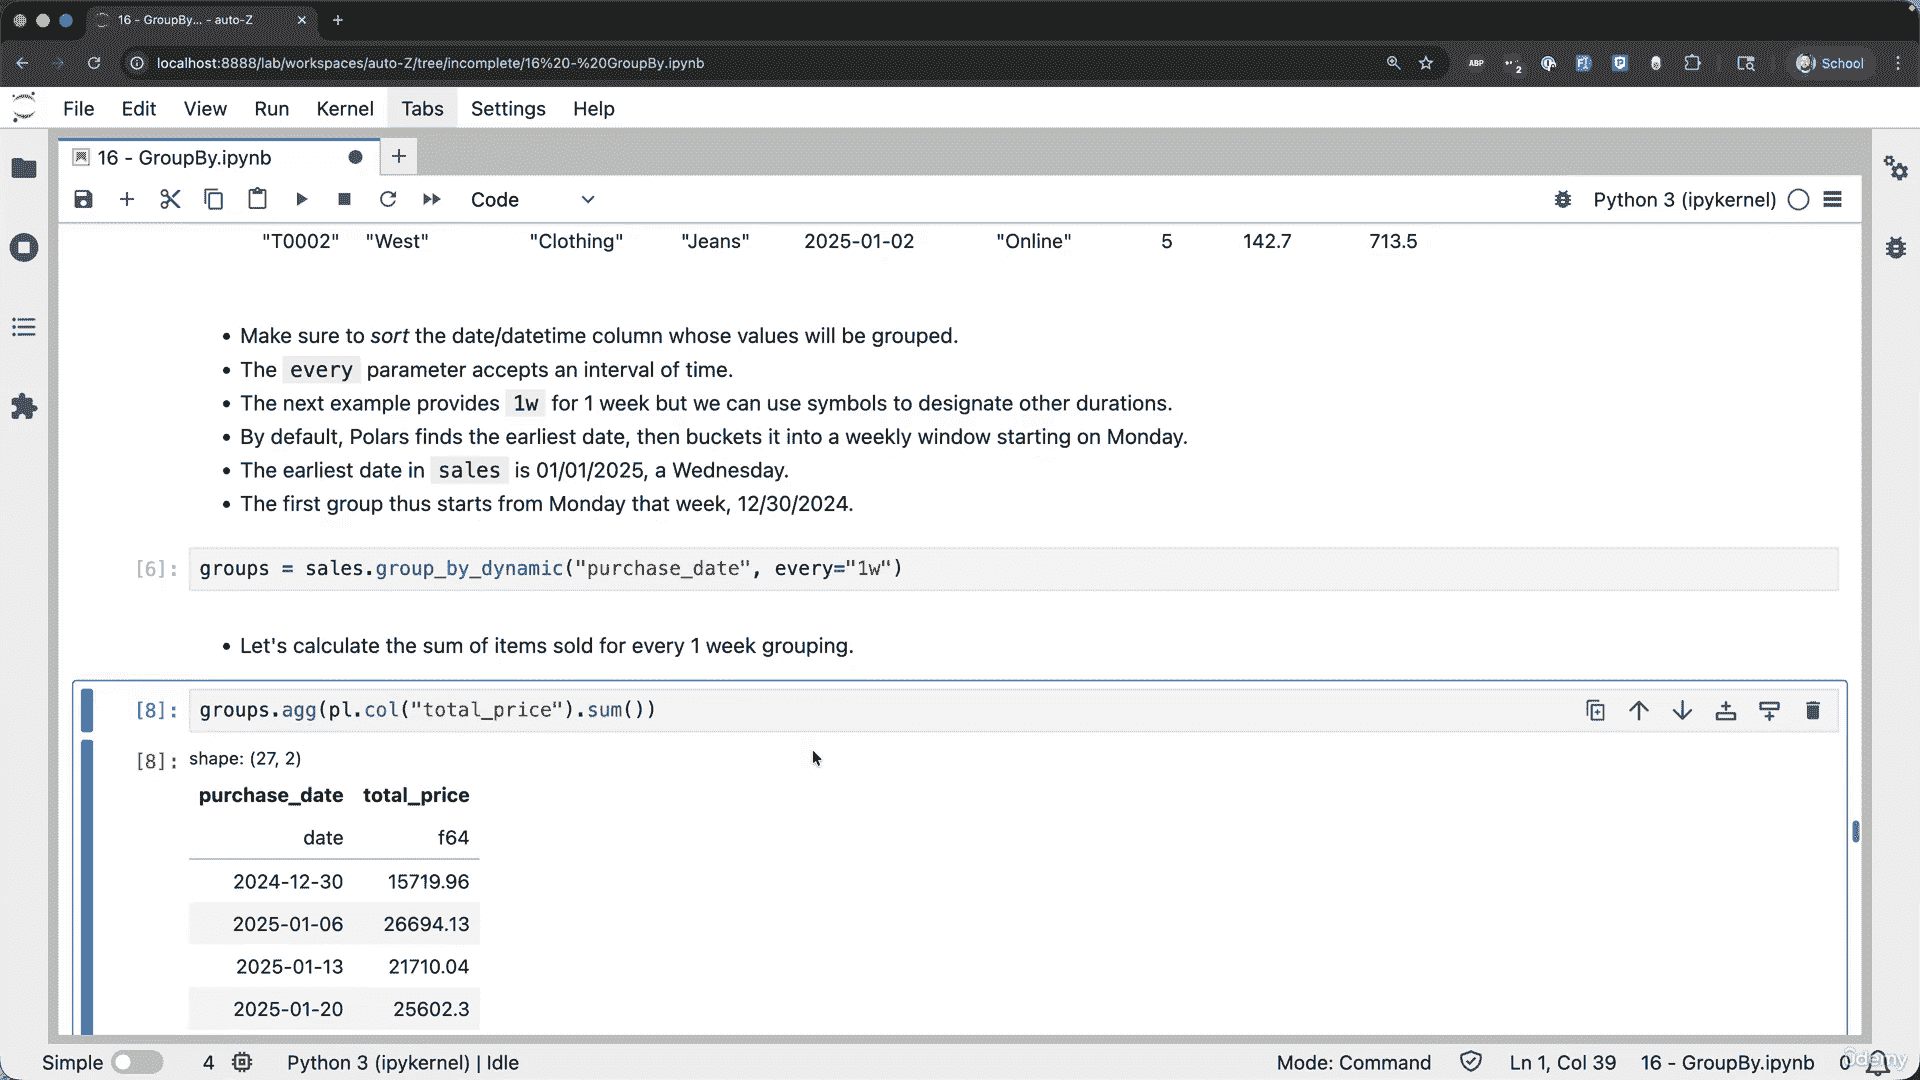 16 - GroupBy... - auto-Z
localhost:8888/lab/workspaces/auto-Z/tree/incomplete/16%20-%20GroupBy.ipynb
ABP
2
School
File Edit View Run Kernel Tabs Settings Help
16 - GroupBy.ipynb
Code
Python 3 (ipykernel)
"T0002" "West" "Clothing" "Jeans" 2025-01-02 "Online" 5 142.7 713.5
• Make sure to sort the date/datetime column whose values will be grouped.
• The every parameter accepts an interval of time.
• The next example provides 1w for 1 week but we can use symbols to designate other durations.
• By default, Polars finds the earliest date, then buckets it into a weekly window starting on Monday.
• The earliest date in sales is 01/01/2025, a Wednesday.
• The first group thus starts from Monday that week, 12/30/2024.
[6]: groups = sales.group_by_dynamic("purchase_date", every="1w")
• Let's calculate the sum of items sold for every 1 week grouping.
[8]: groups.agg(pl.col("total_price").sum())
[8]: shape: (27, 2)
purchase_date total_price
date f64
2024-12-30 15719.96
2025-01-06 26694.13
2025-01-13 21710.04
2025-01-20 25602.3
Simple 4 Python 3 (ipykernel) | Idle Mode: Command Ln 1, Col 39 16 - GroupBy.ipynb 0
udemy